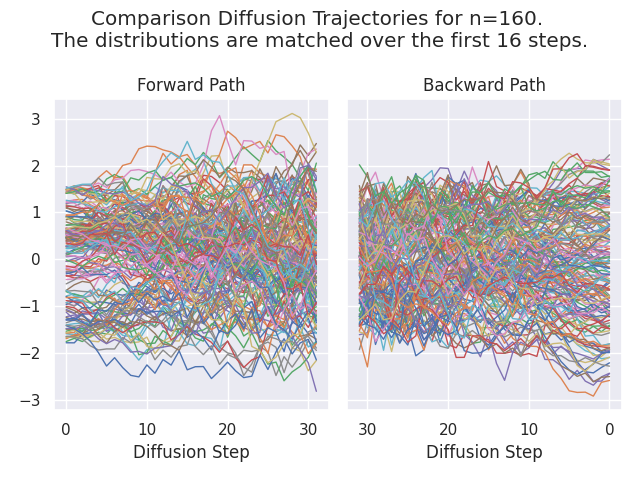 Comparison Diffusion Trajectories for n=160.
The distributions are matched over the first 16 steps.
Forward Path
Backward Path
3
2
1
0
−1
−2
−3
0 10 20 30
30 20 10 0
Diffusion Step
Diffusion Step